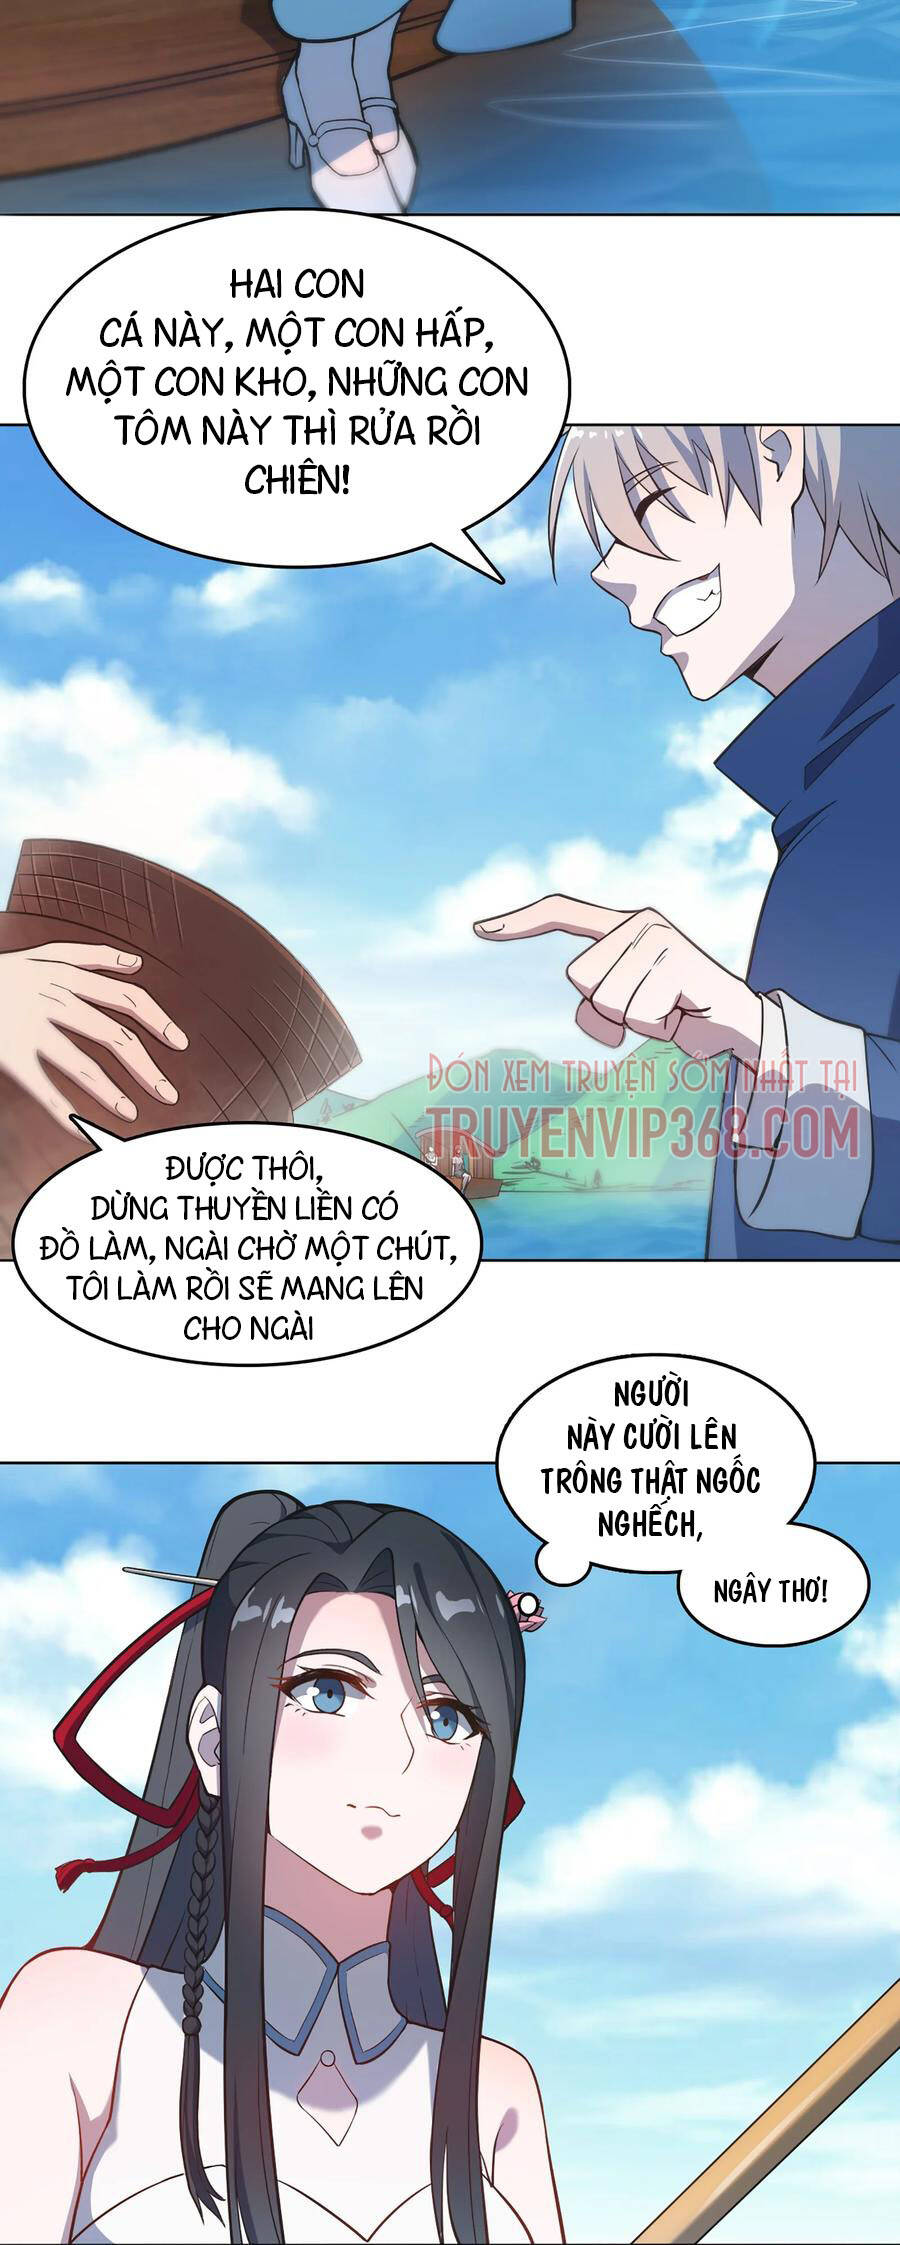 HAI CON
CÁ NÀY, MỘT CON HẤP,
MỘT CON KHO, NHỮNG CON
TÔM NÀY THÌ RỬA RỒI
CHIÊN!
ĐÓN XEM TRUYỆN SỚM NHẤT TẠI
TRUYENVIP368.COM
ĐƯỢC THÔI,
DỪNG THUYỀN LIỀN CÓ
ĐỒ LÀM, NGÀI CHỜ MỘT CHÚT,
TÔI LÀM RỒI SẼ MANG LÊN
CHO NGÀI
NGƯỜI
NÀY CƯỜI LÊN
TRÔNG THẬT NGỐC
NGHẾCH,
NGÂY THƠ!